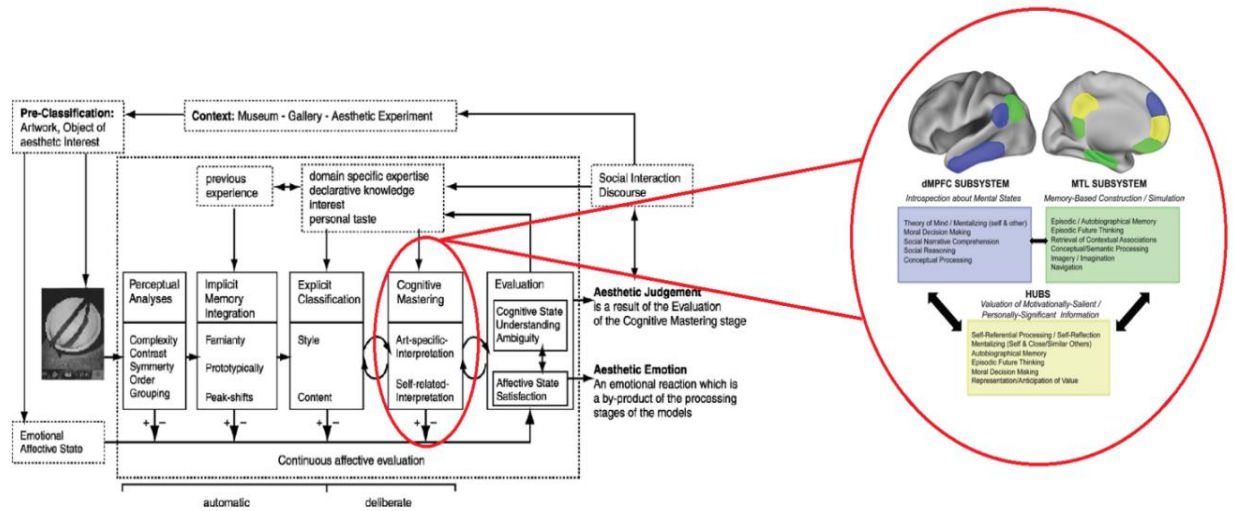 Pre-Classification:
Artwork, Object of
aesthetc Interest
Context: Museum - Gallery - Aesthetic Experiment
previous
experience
domain specific expertise
declarative knowledge
interest
personal taste
Social Interaction
Discourse
Perceptual
Analyses
Complexity
Contrast
Symmerty
Order
Grouping
Implicit
Memory
Integration
Famianty
Prototypically
Peak-shifts
Explicit
Classification
Style
Content
Cognitive
Mastering
Art-specific-
Interpretation
Self-related-
Interpretation
Evaluation
Cognitive State
Understanding
Ambiguity
Affective State
Satisfaction
Aesthetic Judgement
is a result of the Evaluation
of the Cognitive Mastering stage
Aesthetic Emotion
An emotional reaction which is
a by-product of the processing
stages of the models
Emotional
Affective State
+ −
+ −
+ −
+ −
Continuous affective evaluation
automatic
deliberate
dMPFC SUBSYSTEM
Introspection about Mental States
Theory of Mind / Mentalizing (self & other)
Moral Decision Making
Social Narrative Comprehension
Social Reasoning
Conceptual Processing
MTL SUBSYSTEM
Memory-Based Construction / Simulation
Episodic / Autobiographical Memory
Episodic Future Thinking
Retrieval of Contextual Associations
Conceptual/Semantic Processing
Imagery / Imagination
Navigation
HUBS
Valuation of Motivationally-Salient /
Personally-Significant Information
Self-Referential Processing / Self-Reflection
Mentalizing (Self & Close/Similar Others)
Autobiographical Memory
Episodic Future Thinking
Moral Decision Making
Representation/Anticipation of Value